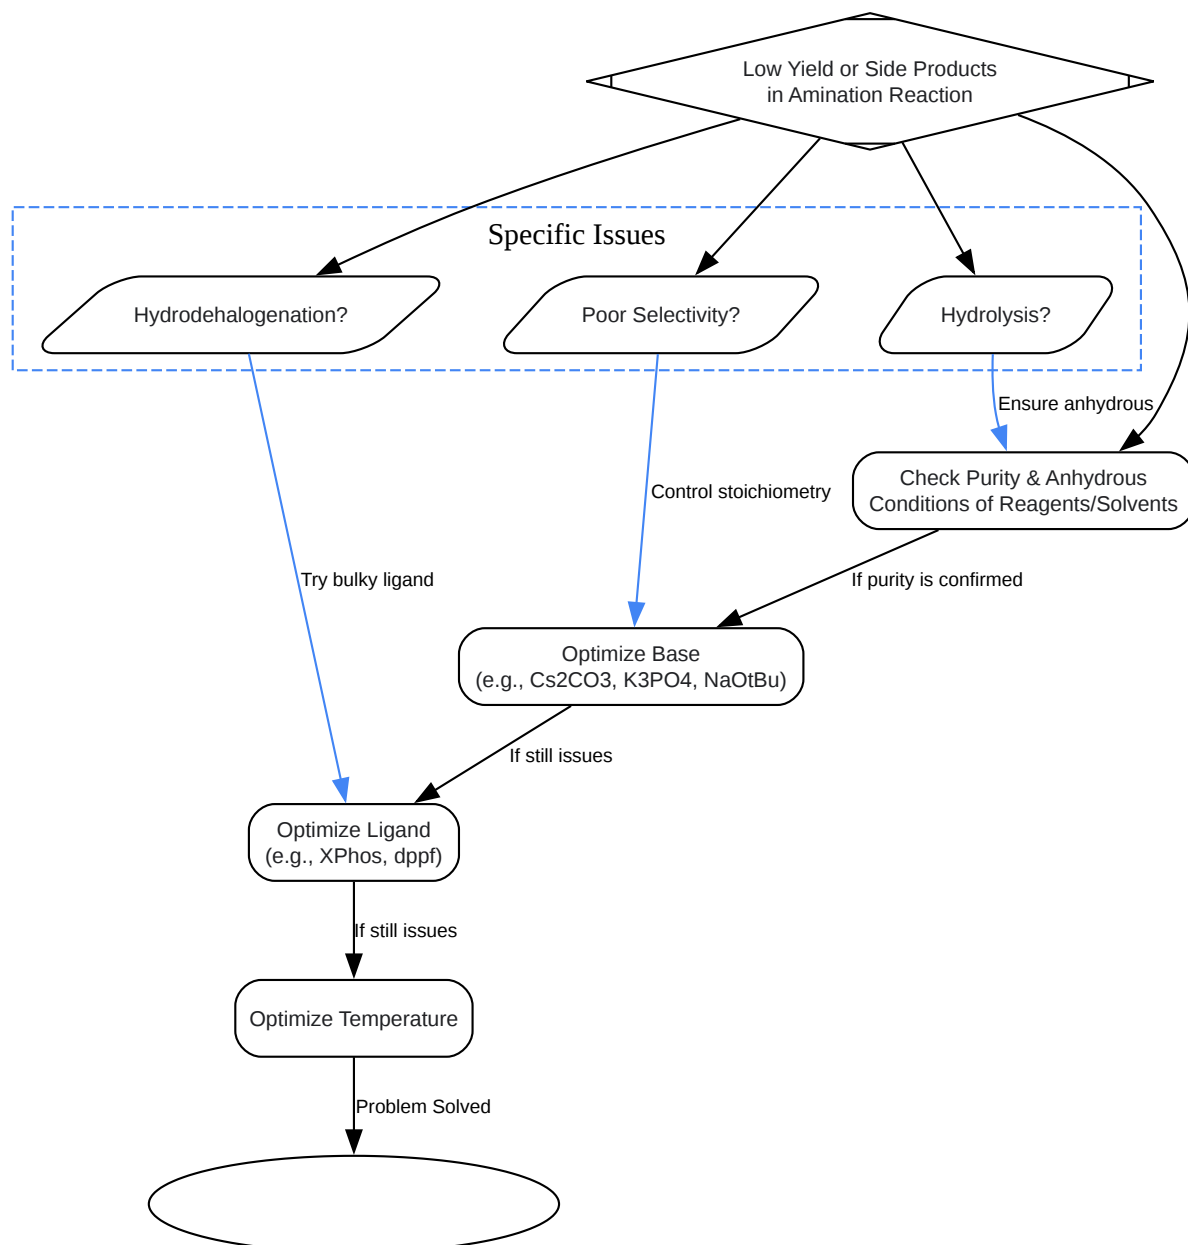 Low Yield or Side Products
in Amination Reaction
Specific Issues
Hydrodehalogenation?
Poor Selectivity?
Hydrolysis?
Ensure anhydrous
Check Purity & Anhydrous
Conditions of Reagents/Solvents
Control stoichiometry
Try bulky ligand
If purity is confirmed
Optimize Base
(e.g., Cs2CO3, K3PO4, NaOtBu)
If still issues
Optimize Ligand
(e.g., XPhos, dppf)
If still issues
Optimize Temperature
Problem Solved